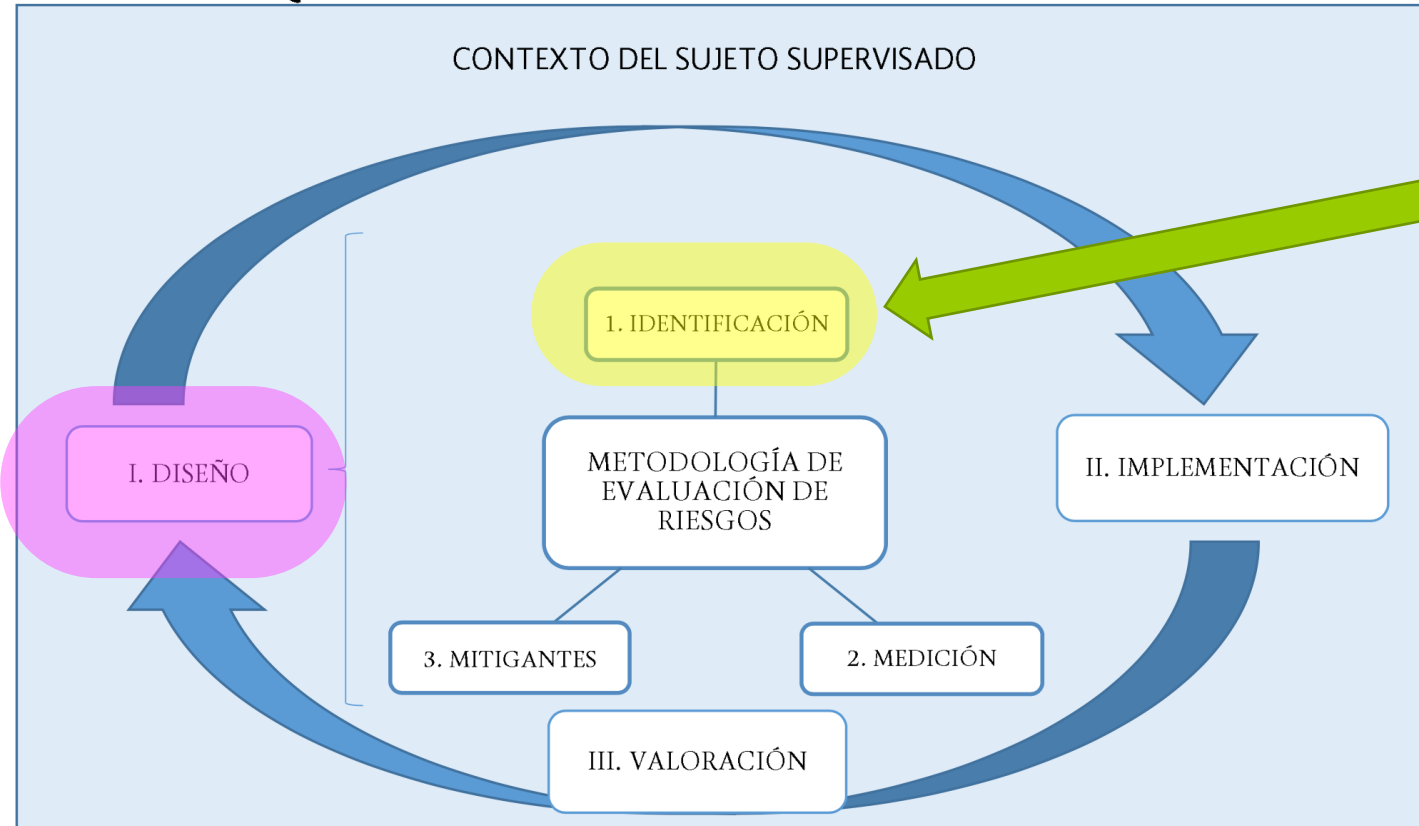 CONTEXTO DEL SUJETO SUPERVISADO
1. IDENTIFICACIÓN
I. DISEÑO
METODOLOGÍA DE
EVALUACIÓN DE
RIESGOS
II. IMPLEMENTACIÓN
3. MITIGANTES
2. MEDICIÓN
III. VALORACIÓN